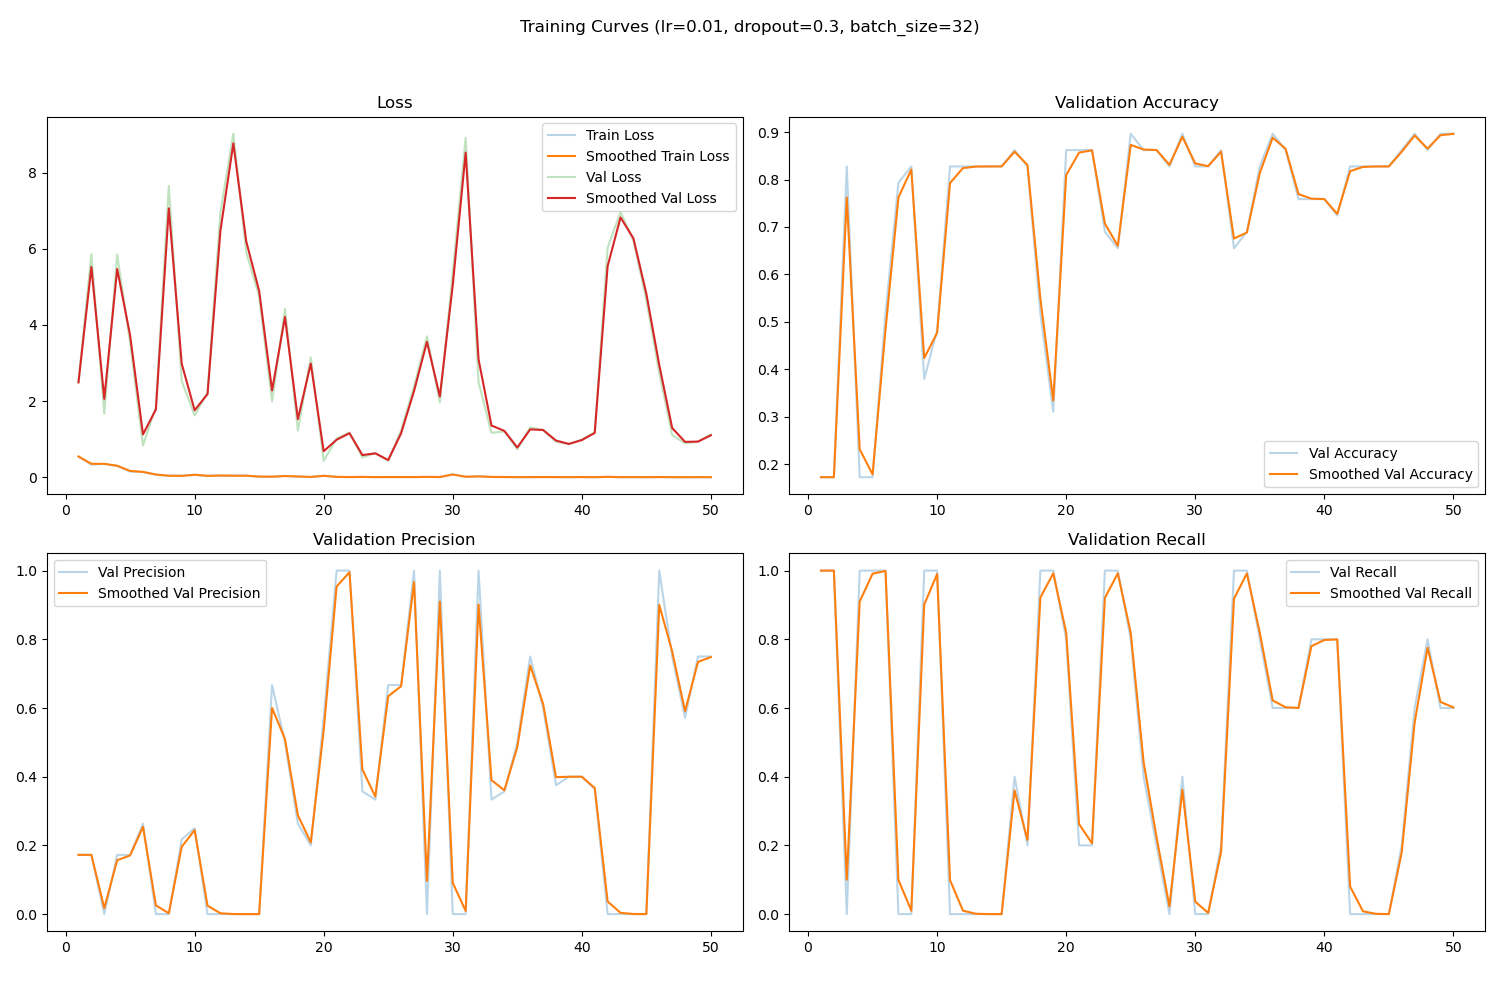 Training Curves (lr=0.01, dropout=0.3, batch_size=32)
Loss
Train Loss
Smoothed Train Loss
Val Loss
Smoothed Val Loss
8
6
4
2
0
0 10 20 30 40 50
Validation Accuracy
0.9
0.8
0.7
0.6
0.5
0.4
0.3
0.2
Val Accuracy
Smoothed Val Accuracy
0 10 20 30 40 50
Validation Precision
Val Precision
Smoothed Val Precision
1.0
0.8
0.6
0.4
0.2
0.0
0 10 20 30 40 50
Validation Recall
Val Recall
Smoothed Val Recall
1.0
0.8
0.6
0.4
0.2
0.0
0 10 20 30 40 50